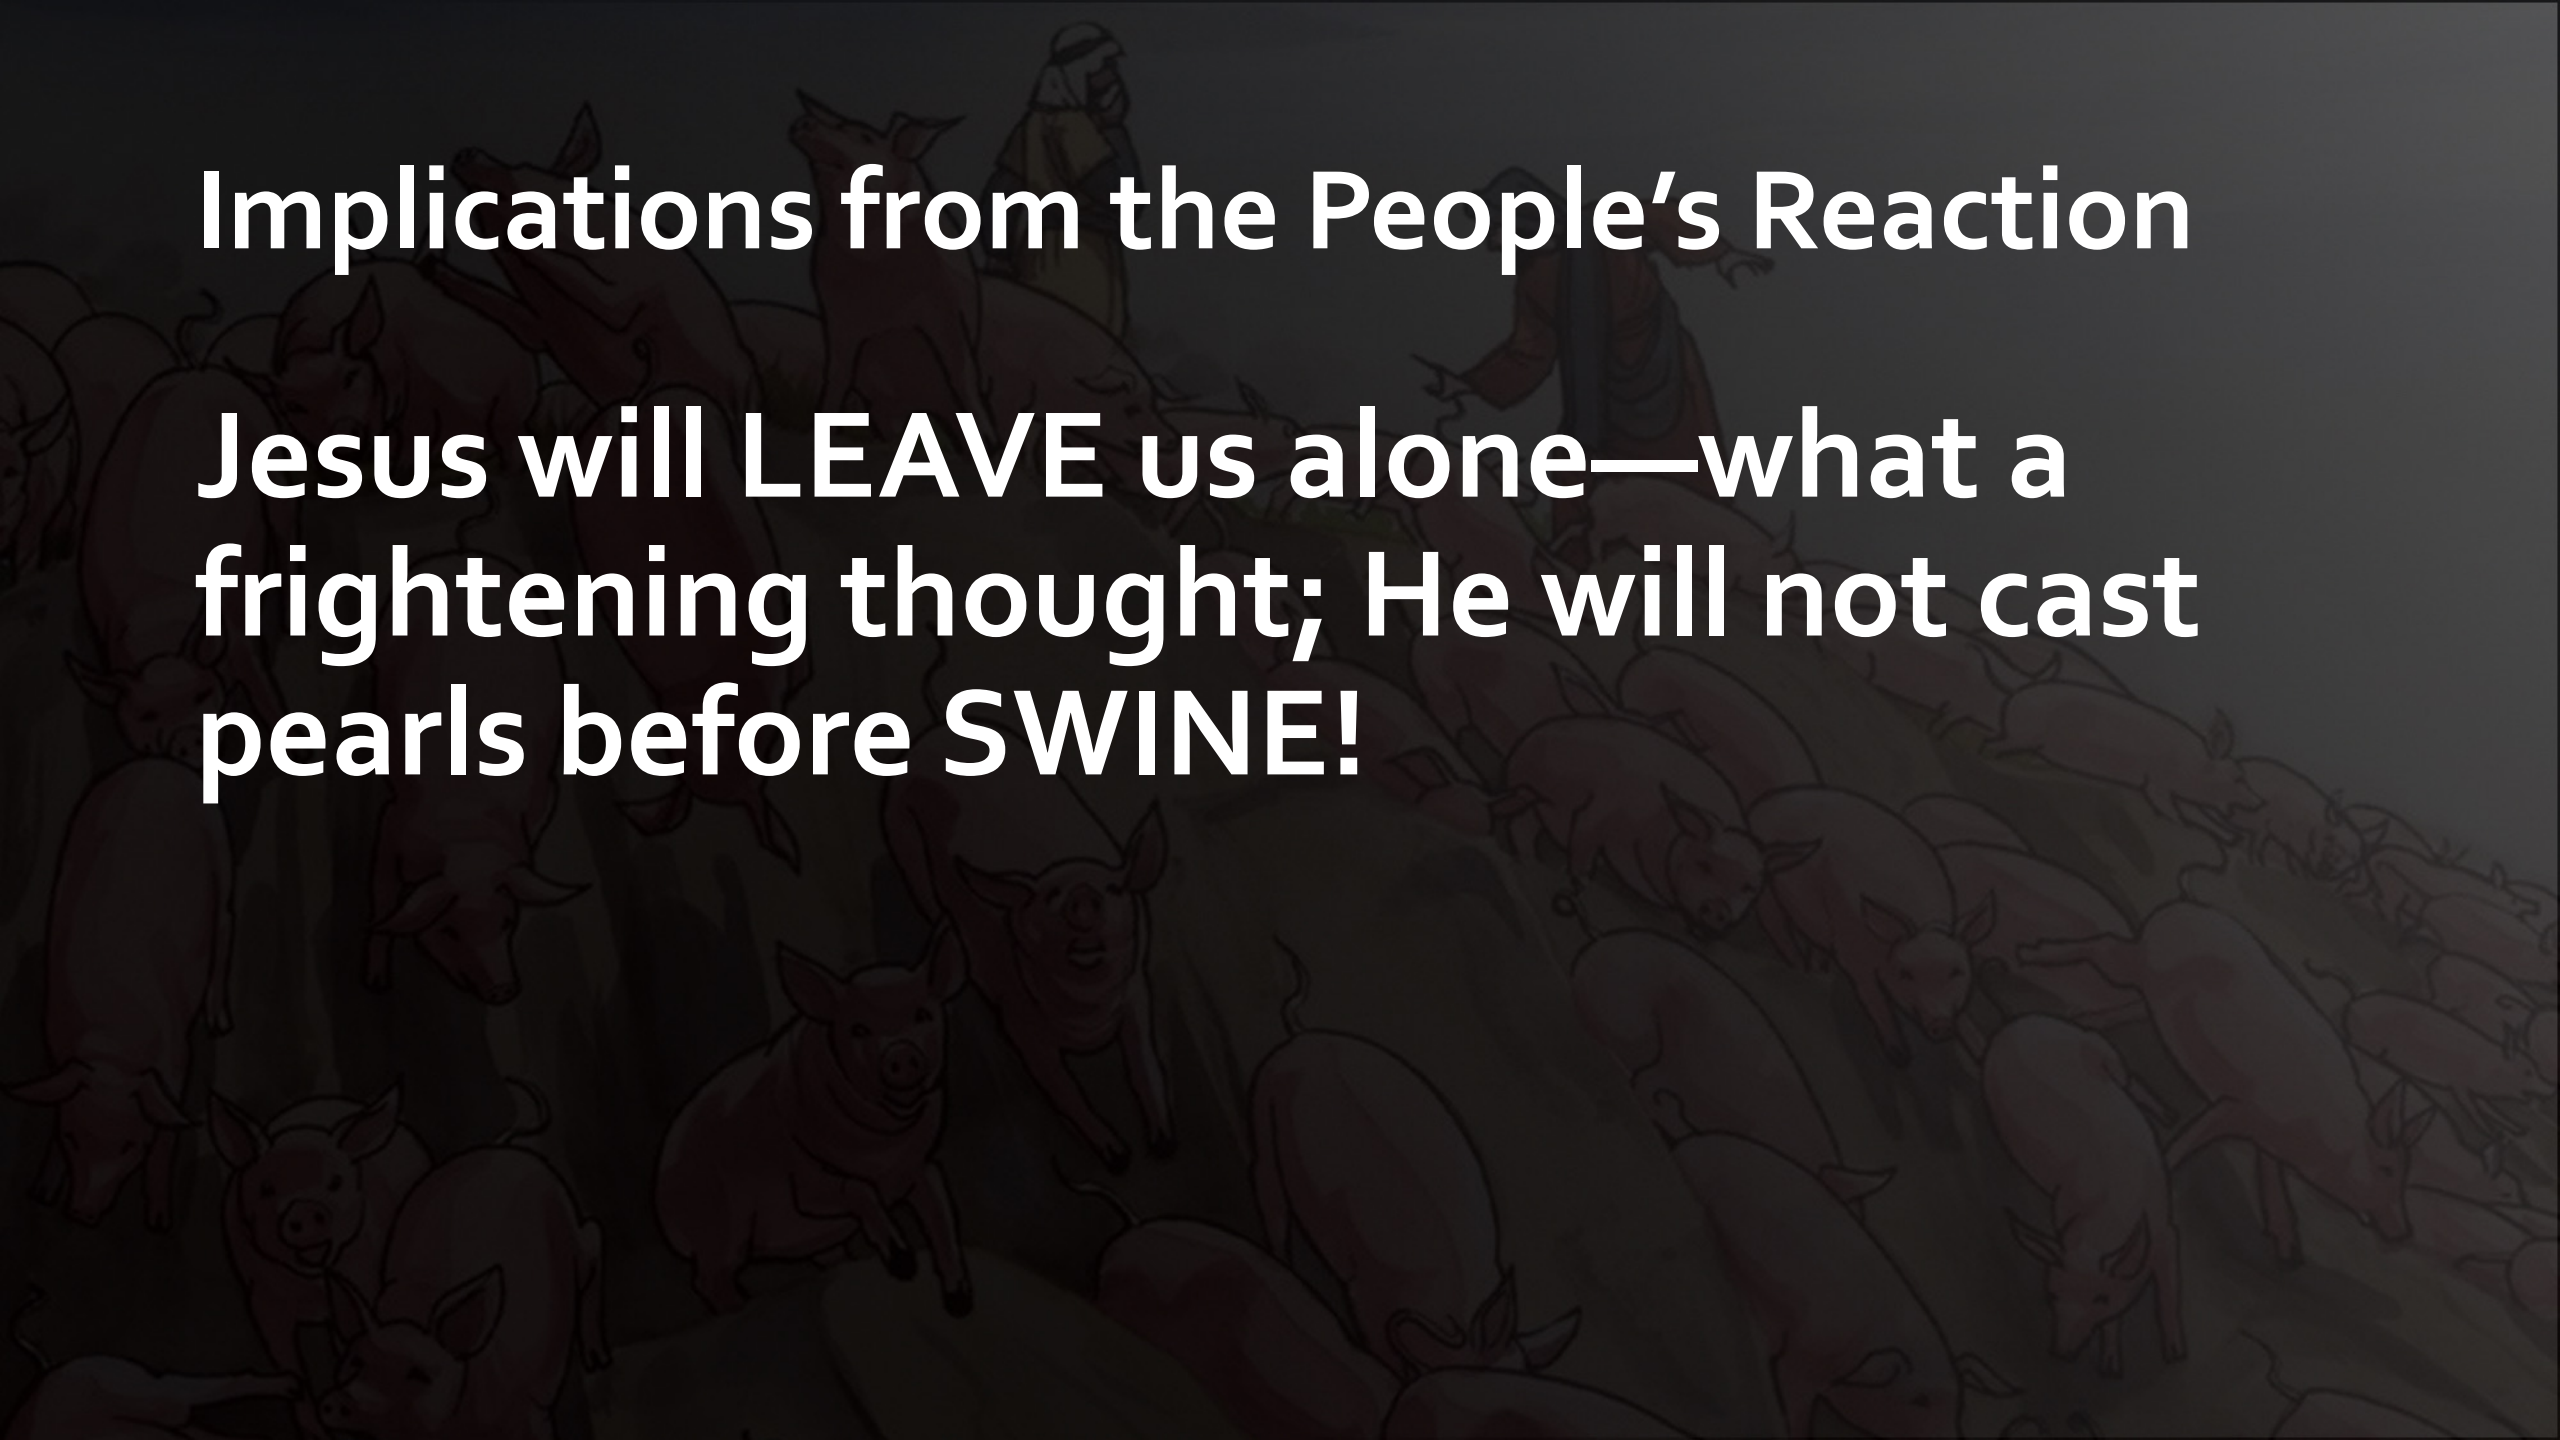 Implications from the People’s Reaction
Jesus will LEAVE us alone—what a
frightening thought; He will not cast
pearls before SWINE!